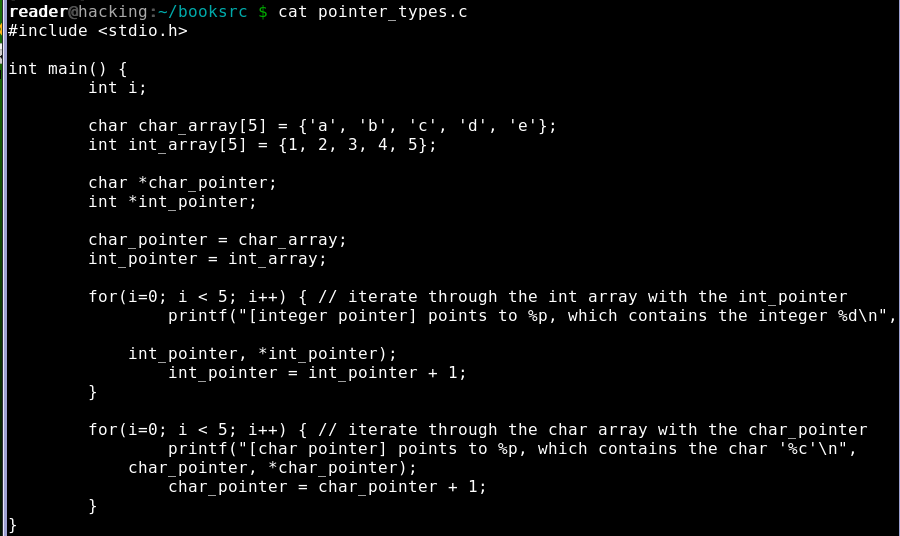 reader@hacking:~/booksrc $ cat pointer_types.c
#include <stdio.h>

int main() {
        int i;

        char char_array[5] = {'a', 'b', 'c', 'd', 'e'};
        int int_array[5] = {1, 2, 3, 4, 5};

        char *char_pointer;
        int *int_pointer;

        char_pointer = char_array;
        int_pointer = int_array;

        for(i=0; i < 5; i++) { // iterate through the int array with the int_pointer
                printf("[integer pointer] points to %p, which contains the integer %d\n",

            int_pointer, *int_pointer);
                int_pointer = int_pointer + 1;
        }

        for(i=0; i < 5; i++) { // iterate through the char array with the char_pointer
                printf("[char pointer] points to %p, which contains the char '%c'\n",
            char_pointer, *char_pointer);
                char_pointer = char_pointer + 1;
        }
}